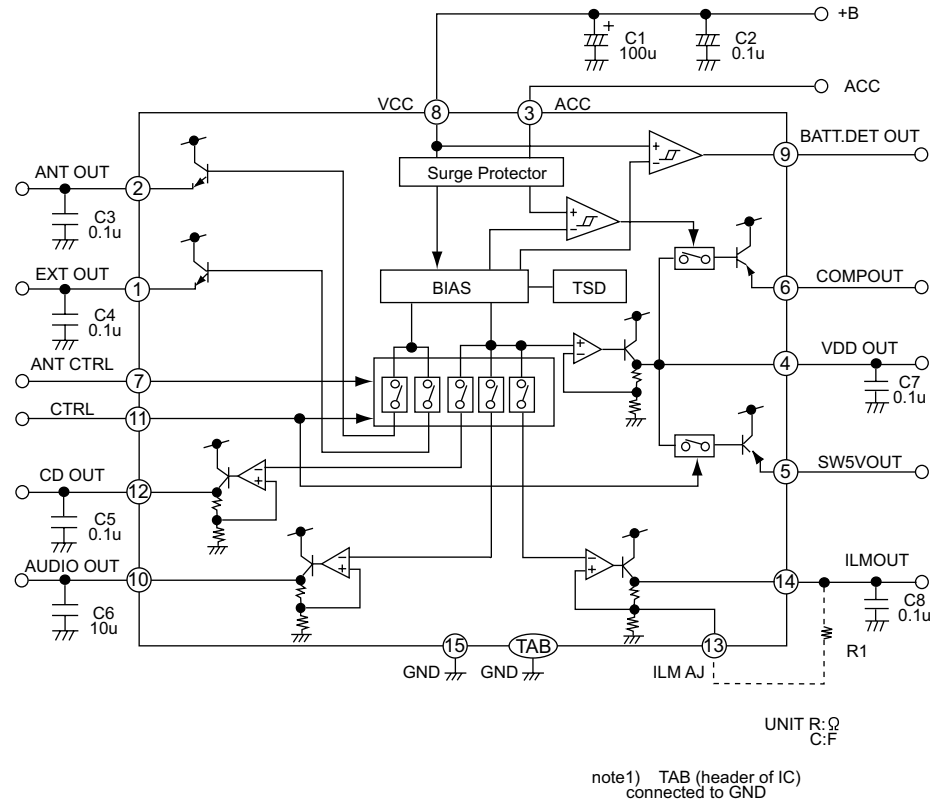 +B
C1
100u
+
C2
0.1u
ACC
VCC
8
3
ACC
BATT.DET OUT
9
ANT OUT
2
Surge Protector
+
−
C3
0.1u
+
−
EXT OUT
1
BIAS
TSD
COMPOUT
6
C4
0.1u
ANT CTRL
7
+
−
VDD OUT
4
C7
0.1u
CTRL
11
CD OUT
12
−
+
SW5VOUT
5
C5
0.1u
AUDIO OUT
10
−
+
−
+
ILMOUT
14
C6
10u
C8
0.1u
R1
15
TAB
13
GND
GND
ILM AJ
UNIT R:Ω
C:F
note1) TAB (header of IC)
connected to GND